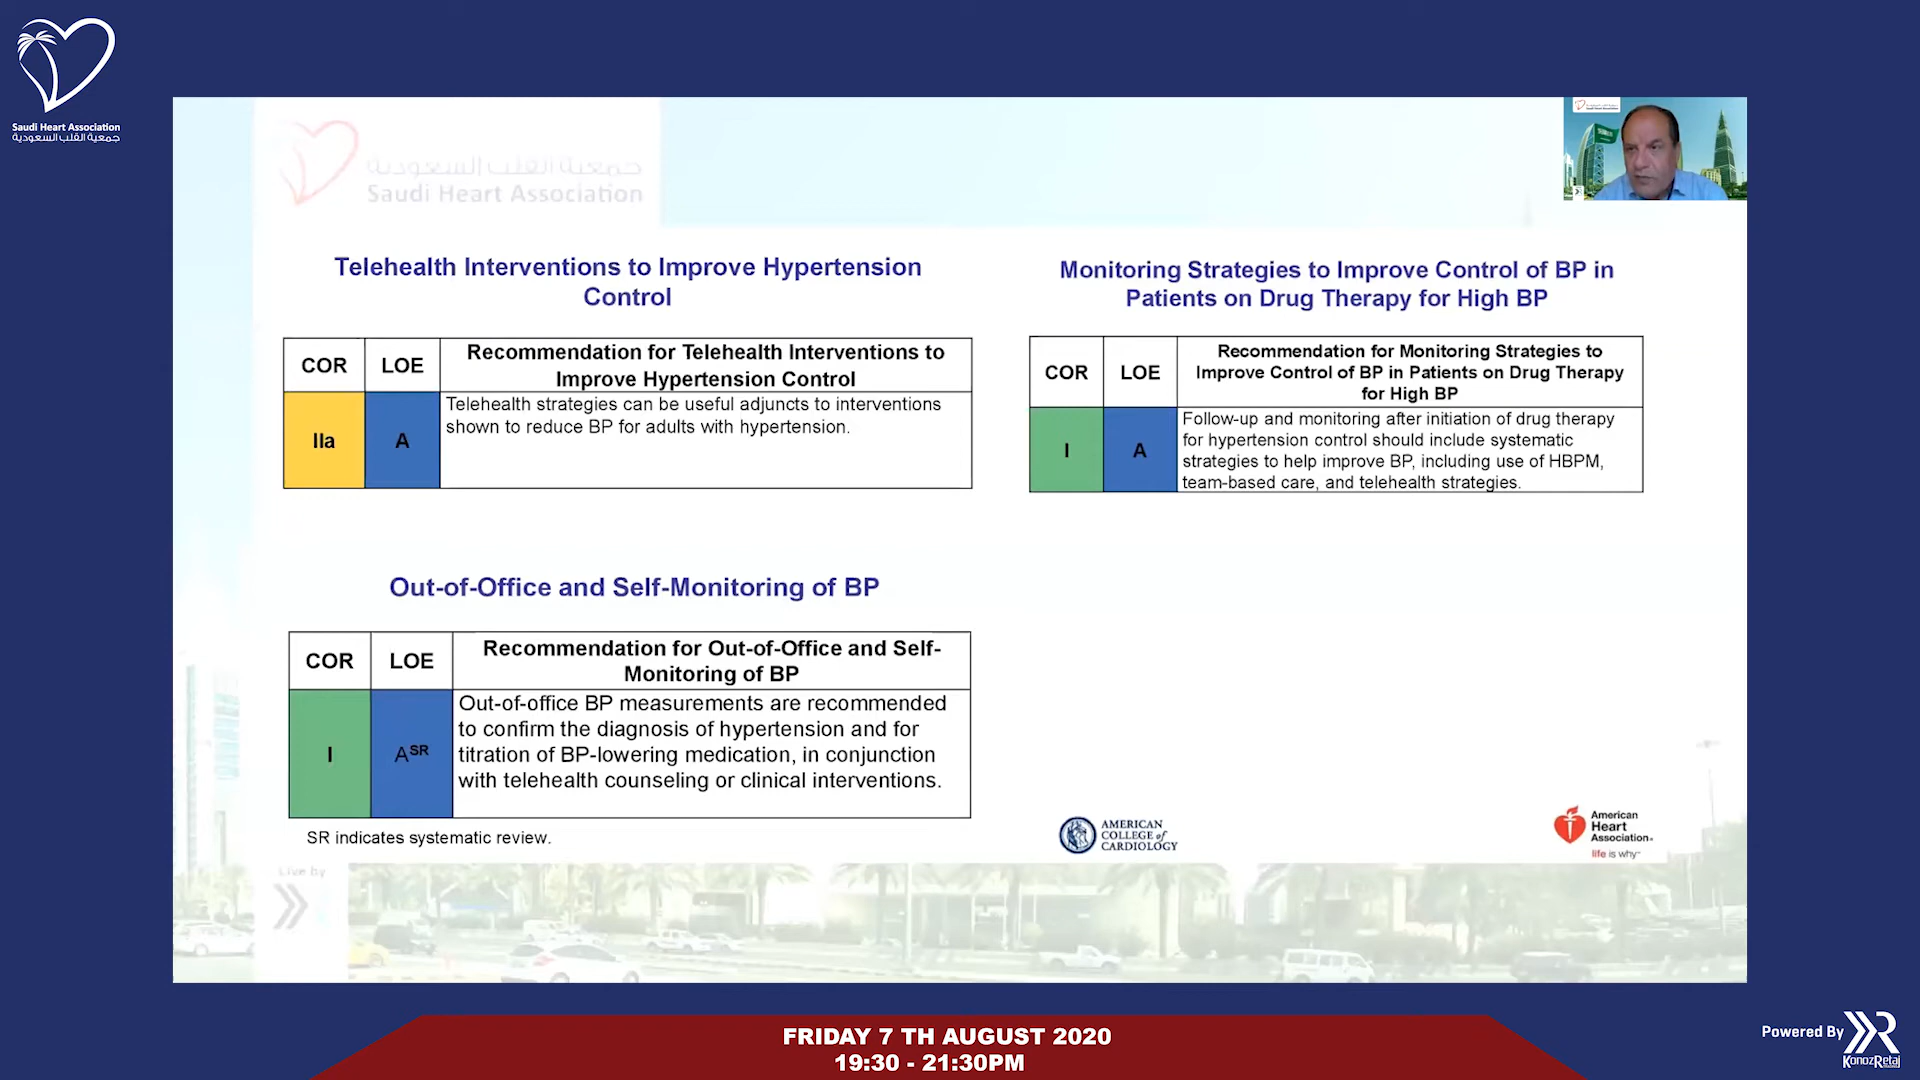 Saudi Heart Association
جمعية القلب السعودية
جمعية القلب السعودية
Saudi Heart Association
Telehealth Interventions to Improve Hypertension
Control
COR
LOE
Recommendation for Telehealth Interventions to
Improve Hypertension Control
IIa
A
Telehealth strategies can be useful adjuncts to interventions
shown to reduce BP for adults with hypertension.
Monitoring Strategies to Improve Control of BP in
Patients on Drug Therapy for High BP
COR
LOE
Recommendation for Monitoring Strategies to
Improve Control of BP in Patients on Drug Therapy
for High BP
I
A
Follow-up and monitoring after initiation of drug therapy
for hypertension control should include systematic
strategies to help improve BP, including use of HBPM,
team-based care, and telehealth strategies.
Out-of-Office and Self-Monitoring of BP
COR
LOE
Recommendation for Out-of-Office and Self-
Monitoring of BP
I
ASR
Out-of-office BP measurements are recommended
to confirm the diagnosis of hypertension and for
titration of BP-lowering medication, in conjunction
with telehealth counseling or clinical interventions.
SR indicates systematic review.
AMERICAN
COLLEGE of
CARDIOLOGY
American
Heart
Association®
life is why™
Live by
FRIDAY 7 TH AUGUST 2020
19:30 - 21:30PM
Powered By
KonozRetaj